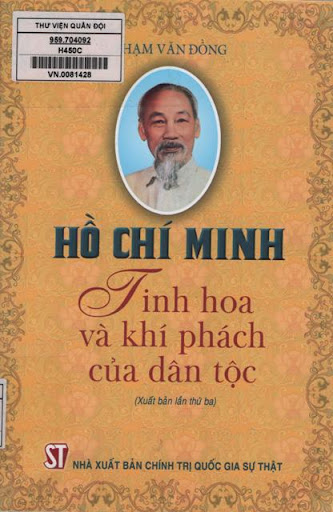 THƯ VIỆN QUÂN ĐỘI
959.704092
H450C
VN.0081428
HẠM VĂN ĐỒNG
HỒ CHÍ MINH
Tinh hoa
và khí phách
của dân tộc
(Xuất bản lần thứ ba)
ST NHÀ XUẤT BẢN CHÍNH TRỊ QUỐC GIA SỰ THẬT